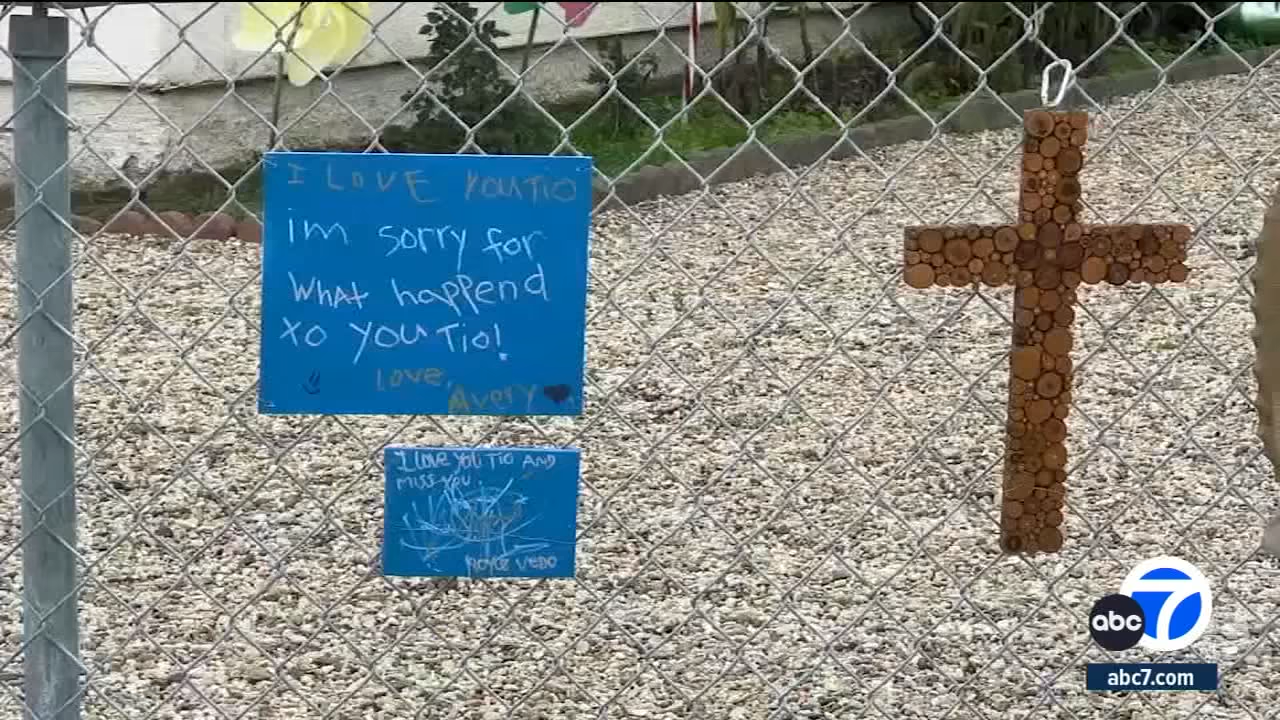 I LOVE YOU TIO
im sorry for
what happend
xo you Tio!
Love,
Avery
I love you Tio AND
MISS YOU.
abc 7
abc7.com